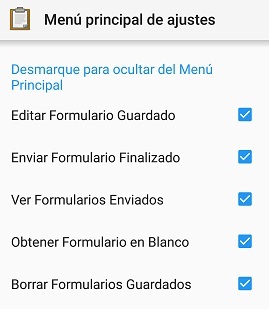 Menú principal de ajustes
Desmarque para ocultar del Menú
Principal
Editar Formulario Guardado
Enviar Formulario Finalizado
Ver Formularios Enviados
Obtener Formulario en Blanco
Borrar Formularios Guardados